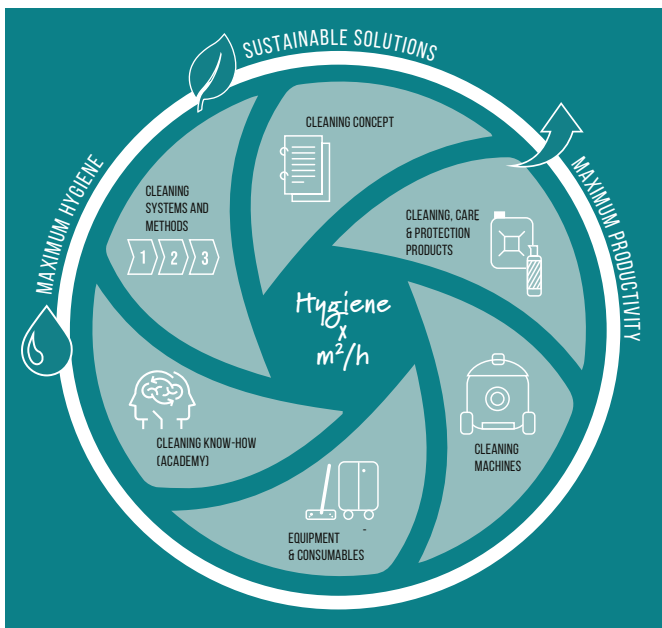 SUSTAINABLE SOLUTIONS
MAXIMUM HYGIENE
MAXIMUM PRODUCTIVITY
CLEANING CONCEPT
CLEANING, CARE
& PROTECTION
PRODUCTS
CLEANING
MACHINES
EQUIPMENT
& CONSUMABLES
CLEANING KNOW-HOW
(ACADEMY)
CLEANING
SYSTEMS AND
METHODS
1 2 3
Hygiene
x
m²/h